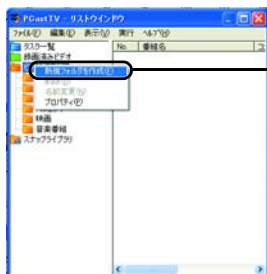 PCastTV - リストウィンドウ
ファイル(F) 編集(E) 表示(V) 実行 ヘルプ(H)
タスク一覧
No. 番組名
録画済みビデオ
新規フォルダを作成(F)
名前変更(N)
プロパティ(P)
映画
音楽番組
スナップライブラリ